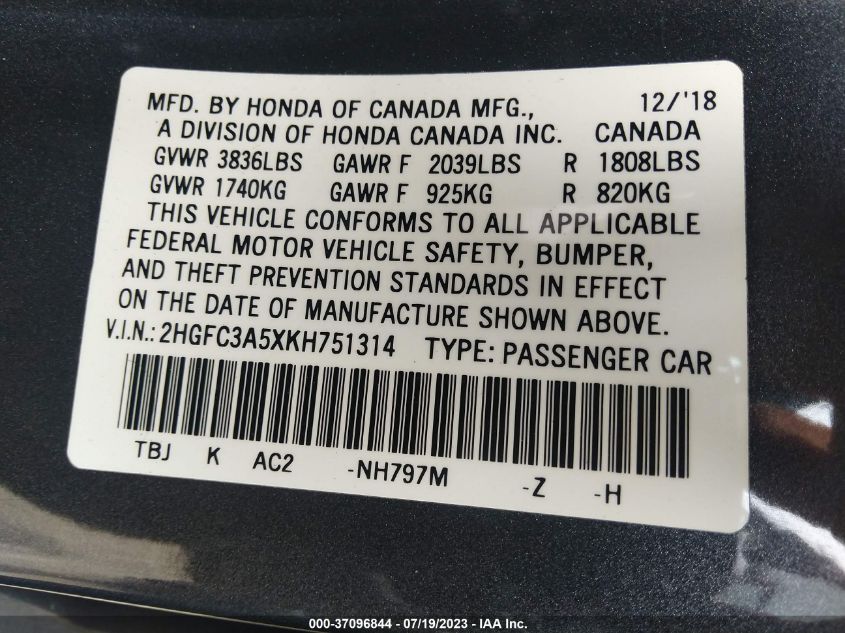 MFD. BY HONDA OF CANADA MFG., 12/'18
A DIVISION OF HONDA CANADA INC. CANADA
GVWR 3836LBS GAWR F 2039LBS R 1808LBS
GVWR 1740KG GAWR F 925KG R 820KG
THIS VEHICLE CONFORMS TO ALL APPLICABLE
FEDERAL MOTOR VEHICLE SAFETY, BUMPER,
AND THEFT PREVENTION STANDARDS IN EFFECT
ON THE DATE OF MANUFACTURE SHOWN ABOVE.
V.I.N.: 2HGFC3A5XKH751314 TYPE: PASSENGER CAR
TBJ K AC2 -NH797M -Z -H
000-37096844 - 07/19/2023 - IAA Inc.